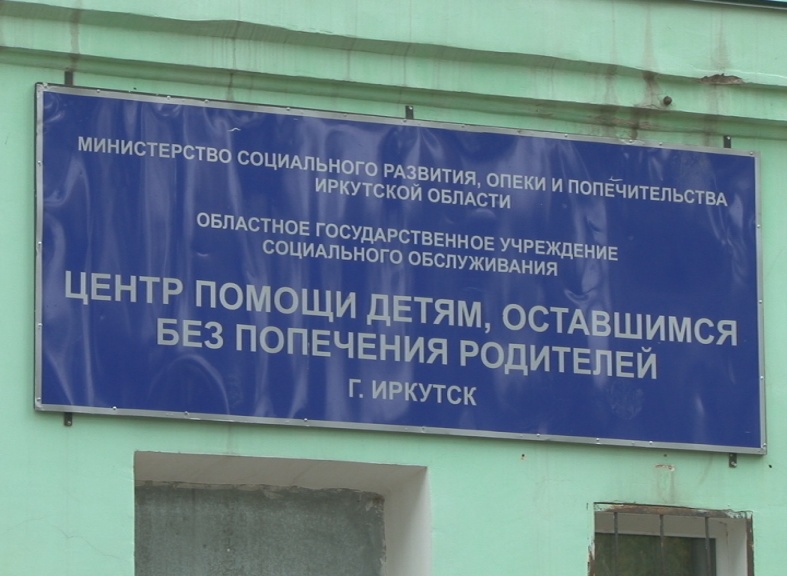 МИНИСТЕРСТВО СОЦИАЛЬНОГО РАЗВИТИЯ, ОПЕКИ И ПОПЕЧИТЕЛЬСТВА
ИРКУТСКОЙ ОБЛАСТИ
ОБЛАСТНОЕ ГОСУДАРСТВЕННОЕ УЧРЕЖДЕНИЕ
СОЦИАЛЬНОГО ОБСЛУЖИВАНИЯ
ЦЕНТР ПОМОЩИ ДЕТЯМ, ОСТАВШИМСЯ
БЕЗ ПОПЕЧЕНИЯ РОДИТЕЛЕЙ
Г. ИРКУТСК